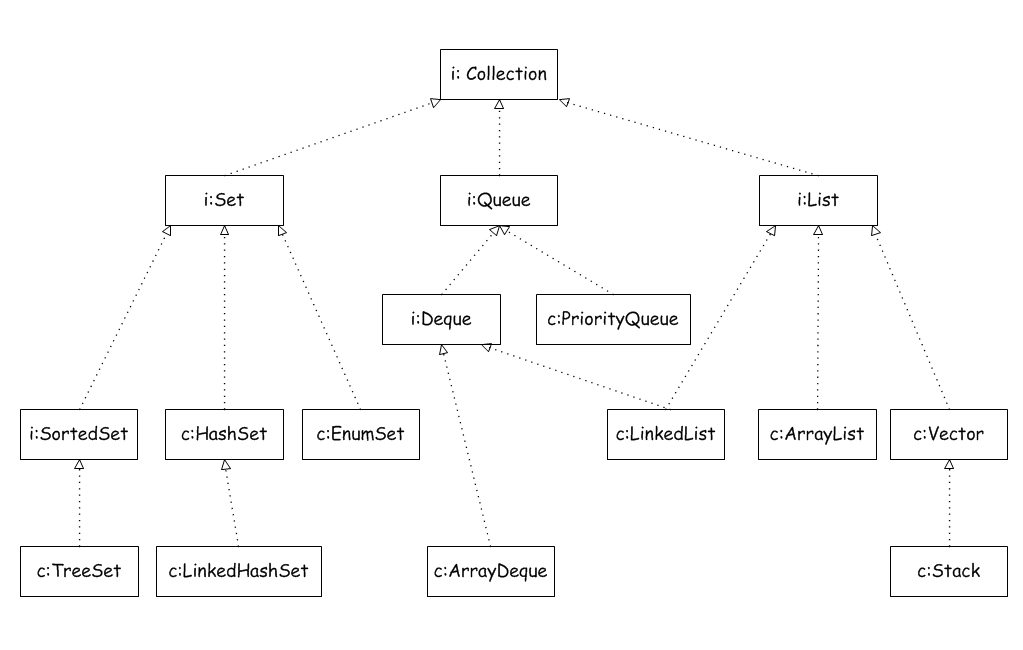 i: Collection
i:Set
i:Queue
i:List
i:Deque
c:PriorityQueue
i:SortedSet
c:HashSet
c:EnumSet
c:LinkedList
c:ArrayList
c:Vector
c:TreeSet
c:LinkedHashSet
c:ArrayDeque
c:Stack